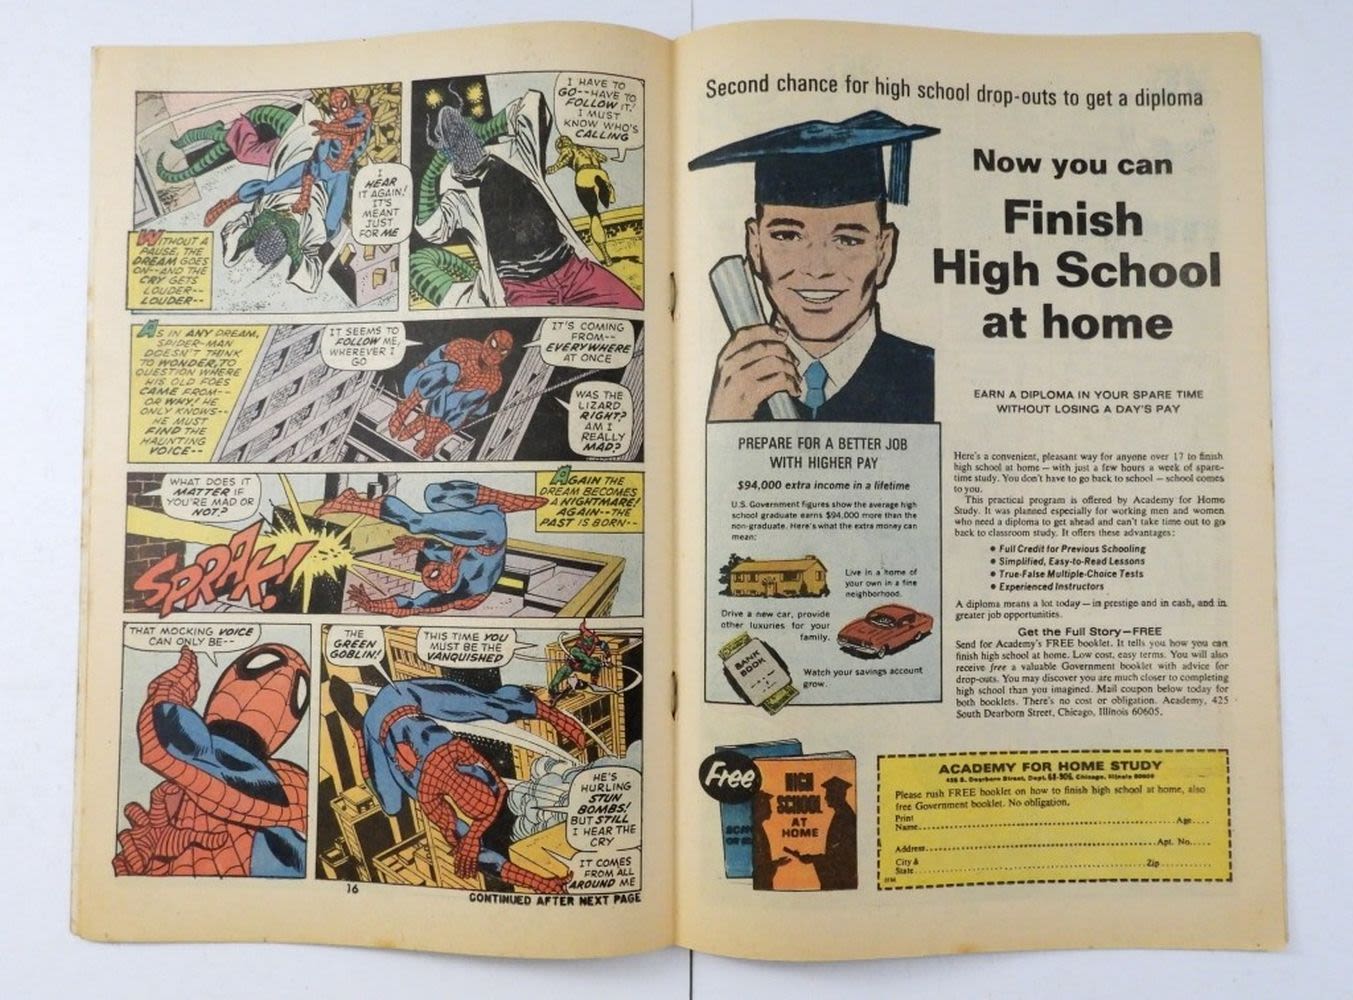 WITHOUT A
PAUSE, THE
DREAM GOES
ON--AND THE
CRY GETS
LOUDER--
LOUDER--
I
HEAR
IT AGAIN!
IT'S
MEANT
JUST
FOR ME
I HAVE TO
GO--HAVE TO
FOLLOW IT!
I MUST
KNOW WHO'S
CALLING
AS IN ANY DREAM,
SPIDER-MAN
DOESN'T THINK
TO WONDER, TO
QUESTION WHERE
HIS OLD FOES
CAME FROM--
OR WHY! HE
ONLY KNOWS--
HE MUST
FIND THE
HAUNTING
VOICE--
IT SEEMS TO
FOLLOW ME,
WHEREVER I
GO
IT'S COMING
FROM--
EVERYWHERE
AT ONCE
WAS THE
LIZARD
RIGHT?
AM I
REALLY
MAD?
WHAT DOES IT
MATTER IF
YOU'RE MAD OR
NOT?
SPRAK!
AGAIN THE
DREAM BECOMES
A NIGHTMARE!
AGAIN--THE
PAST IS BORN--
THAT MOCKING VOICE
CAN ONLY BE--
THE
GREEN
GOBLIN!
THIS TIME YOU
MUST BE THE
VANQUISHED
HE'S
HURLING
STUN
BOMBS!
BUT STILL
I HEAR THE
CRY
IT COMES
FROM ALL
AROUND ME
16
CONTINUED AFTER NEXT PAGE
Second chance for high school drop-outs to get a diploma
Now you can
Finish
High School
at home
EARN A DIPLOMA IN YOUR SPARE TIME
WITHOUT LOSING A DAY'S PAY
PREPARE FOR A BETTER JOB
WITH HIGHER PAY
$94,000 extra income in a lifetime
U.S. Government figures show the average high
school graduate earns $94,000 more than the
non-graduate. Here's what the extra money can
mean:
Live in a home of
your own in a fine
neighborhood.
Drive a new car, provide
other luxuries for your
family.
BANK
BOOK
Watch your savings account
grow.
Here's a convenient, pleasant way for anyone over 17 to finish
high school at home — with just a few hours a week of spare-
time study. You don't have to go back to school — school comes
to you.
This practical program is offered by Academy for Home
Study. It was planned especially for working men and women
who need a diploma to get ahead and can't take time out to go
back to classroom study. It offers these advantages:
• Full Credit for Previous Schooling
• Simplified, Easy-to-Read Lessons
• True-False Multiple-Choice Tests
• Experienced Instructors
A diploma means a lot today — in prestige and in cash, and in
greater job opportunities.
Get the Full Story—FREE
Send for Academy's FREE booklet. It tells you how you can
finish high school at home. Low cost, easy terms. You will also
receive free a valuable Government booklet with advice for
drop-outs. You may discover you are much closer to completing
high school than you imagined. Mail coupon below today for
both booklets. There's no cost or obligation. Academy, 425
South Dearborn Street, Chicago, Illinois 60605.
Free
HIGH
SCHOOL
AT
HOME
ACADEMY FOR HOME STUDY
425 S. Dearborn Street, Dept. 68-906, Chicago, Illinois 60605
Please rush FREE booklet on how to finish high school at home, also
free Government booklet. No obligation.
Print
Name Age
Address Apt. No.
City &
State Zip